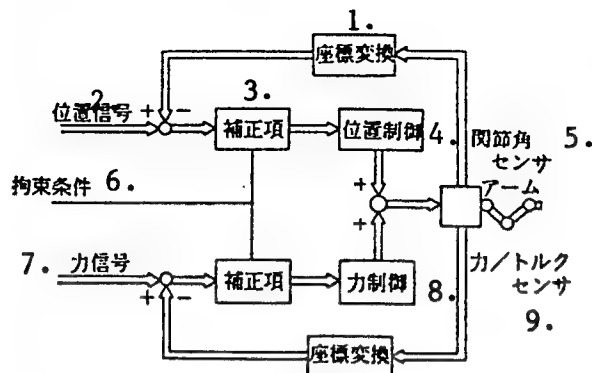 1.
座標変換
2.
位置信号
+
−
3.
補正項
位置制御
4.
関節角
センサ
5.
アーム
拘束条件
6.
+
+
7.
力信号
+
−
補正項
力制御
8.
力/トルク
センサ
9.
座標変換